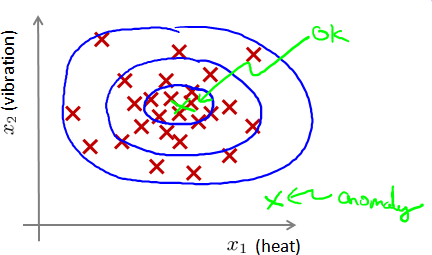 OK
x₂ (vibration)
anomaly
x₁ (heat)